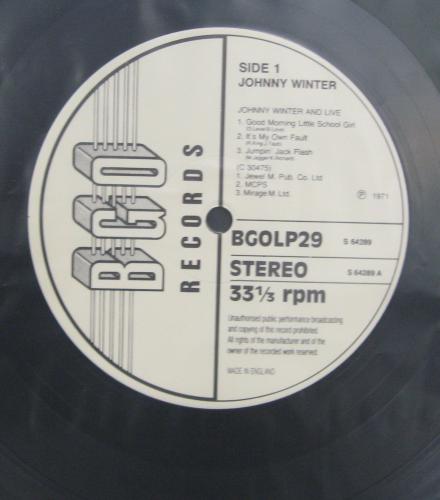 SIDE 1
JOHNNY WINTER
JOHNNY WINTER AND LIVE
1. Good Morning Little School Girl
2. It's My Own Fault
3. Jumpin' Jack Flash
(C 30475)
1. Jewel M. Pub. Co. Ltd
2. MCPS
3. Mirage M. Ltd.
Ⓟ 1971
BGO
RECORDS
BGOLP29 S 64289
STEREO S 64289 A
33⅓ rpm
Unauthorised public performance broadcasting
and copying of this record prohibited.
All rights of the manufacturer and of the
owner of the recorded work reserved.
MADE IN ENGLAND